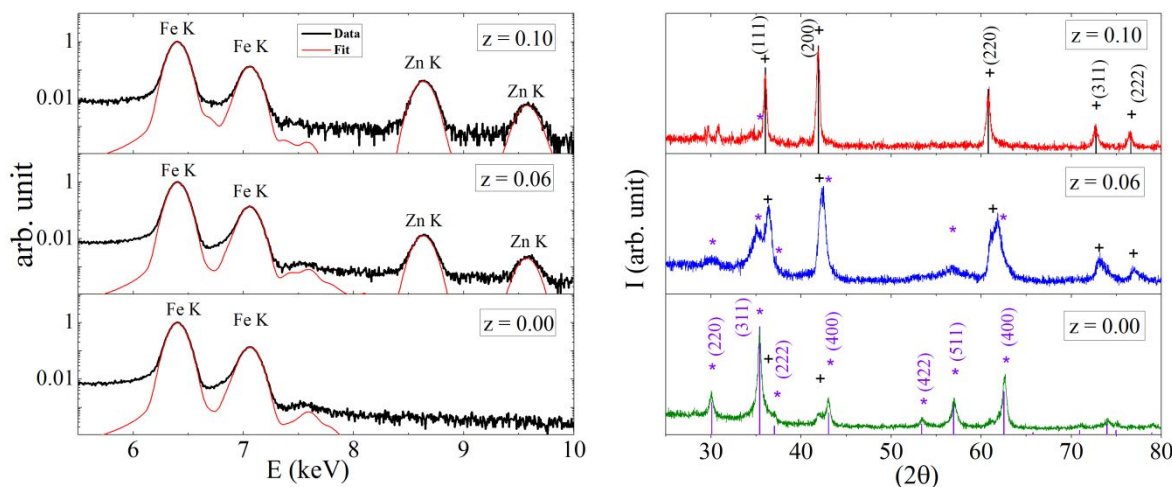 Fe K
Fe K
Data
Fit
z = 0.10
Zn K
Zn K
1
0.01
Fe K
Fe K
z = 0.06
Zn K
Zn K
1
0.01
Fe K
Fe K
z = 0.00
1
0.01
arb. unit
6
7
8
9
10
E (keV)
(111)
+
(200)
+
+ (220)
z = 0.10
+ (311)
+ (222)
*
z = 0.06
*
*
+
*
+
*
*
+
*
+
+
z = 0.00
* (220)
(311)
*
+
* (222)
+
* (400)
* (422)
* (511)
* (400)
I (arb. unit)
30
40
50
60
70
80
(2θ)